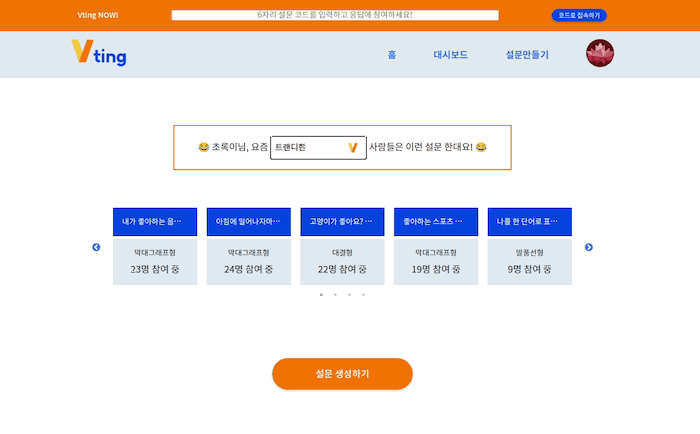 Vting NOW!
6자리 설문 코드를 입력하고 응답에 참여하세요!
코드로 접속하기
Vting
홈
대시보드
설문만들기
😂 초록이님, 요즘 트랜디한 V 사람들은 이런 설문 한대요! 😂
내가 좋아하는 음…
아침에 일어나자마…
고양이가 좋아요? …
좋아하는 스포츠 …
나를 한 단어로 표…
막대그래프형
막대그래프형
대결형
막대그래프형
말풍선형
33명 참여 중
24명 참여 중
22명 참여 중
19명 참여 중
9명 참여 중
설문 생성하기